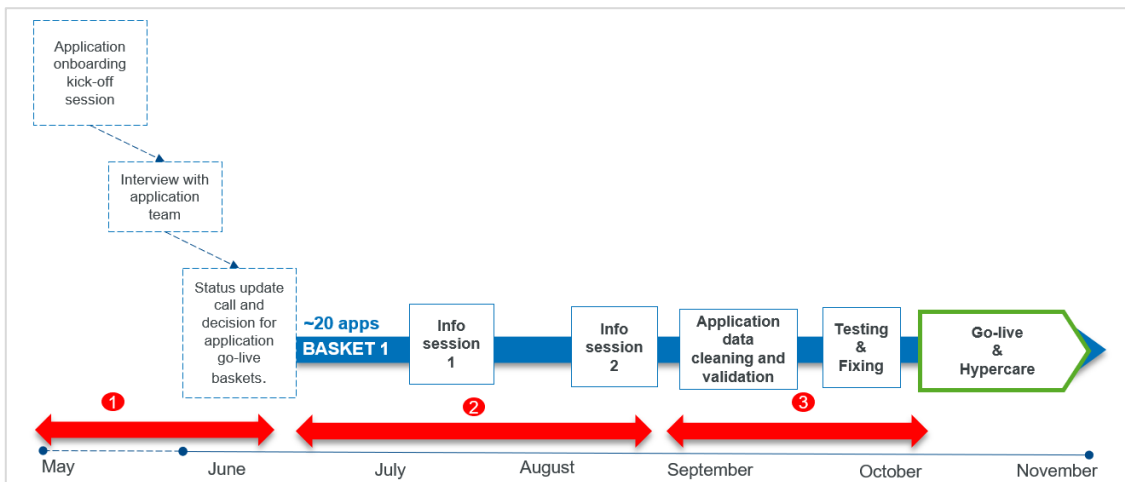 Application
onboarding
kick-off
session
Interview with
application
team
Status update
call and
decision for
application
go-live
baskets.
~20 apps
BASKET 1
Info
session
1
Info
session
2
Application
data
cleaning and
validation
Testing
&
Fixing
Go-live
&
Hypercare
1
2
3
May
June
July
August
September
October
November